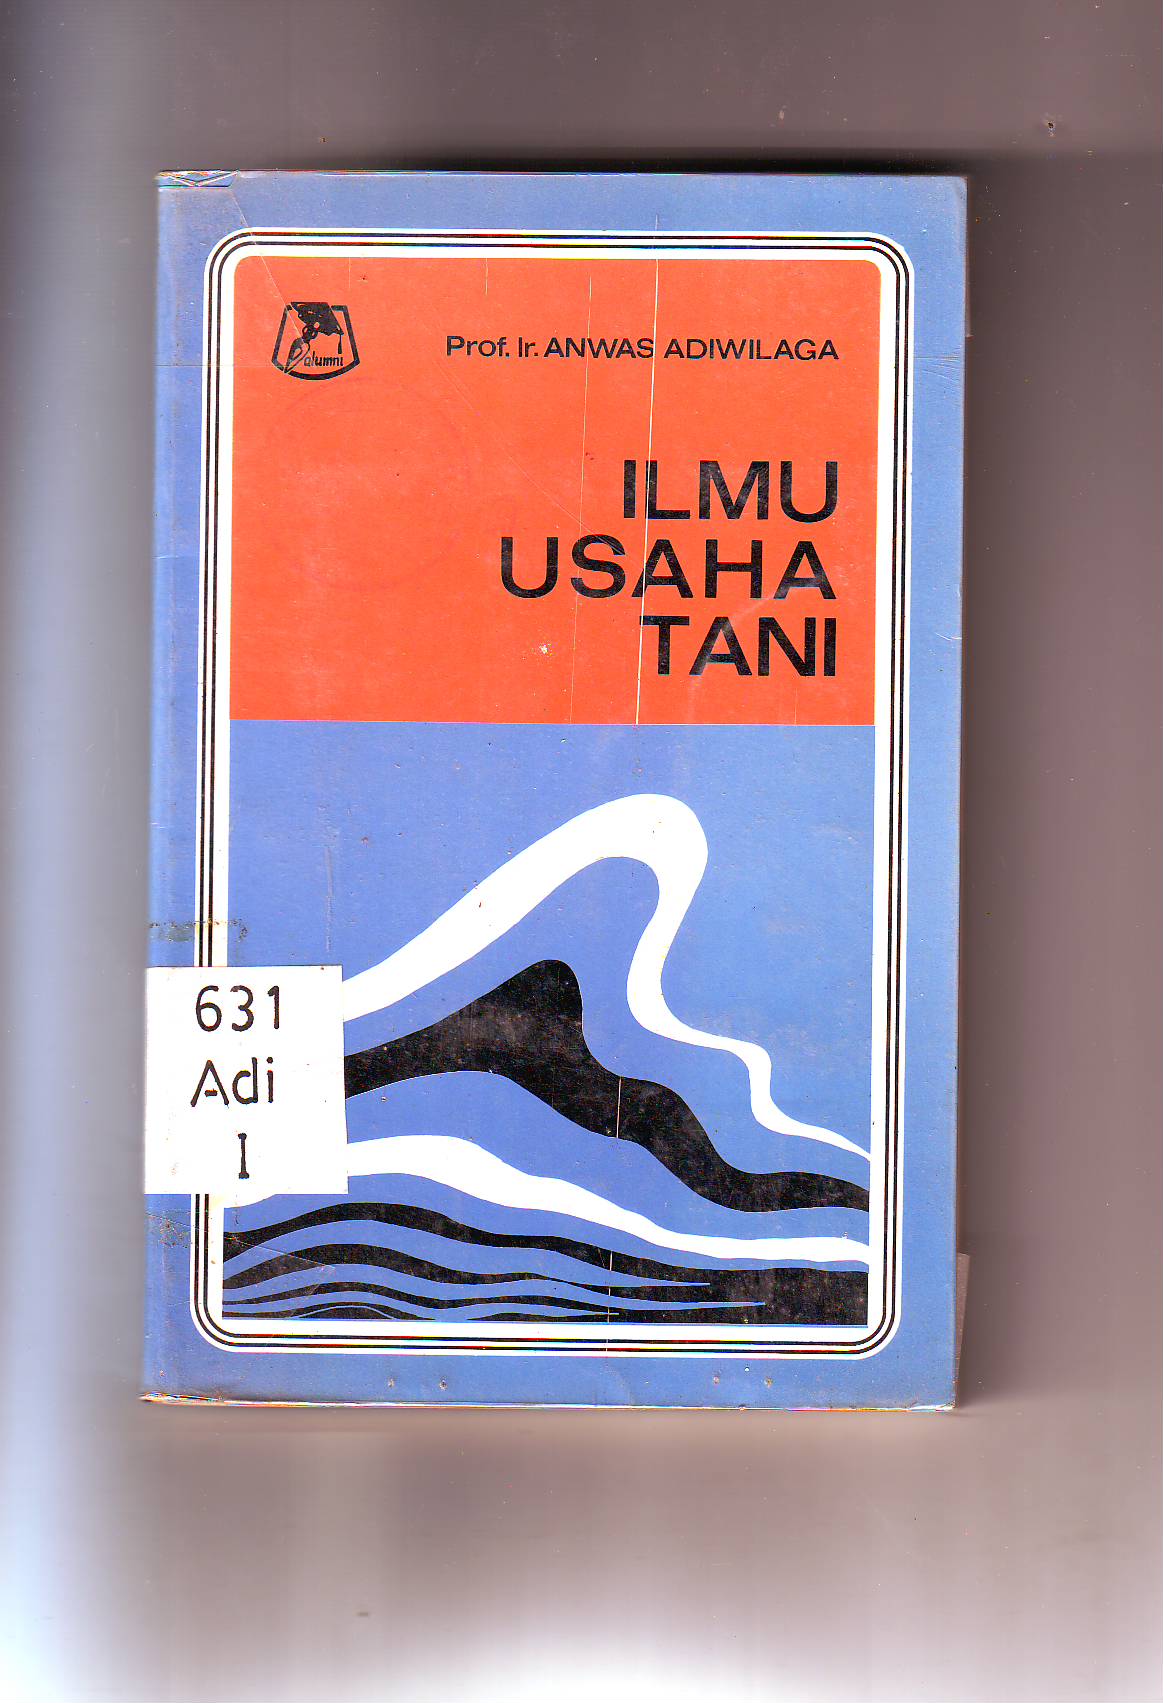 alumni
Prof. Ir. ANWAS ADIWILAGA
ILMU
USAHA
TANI
631
Adi
I